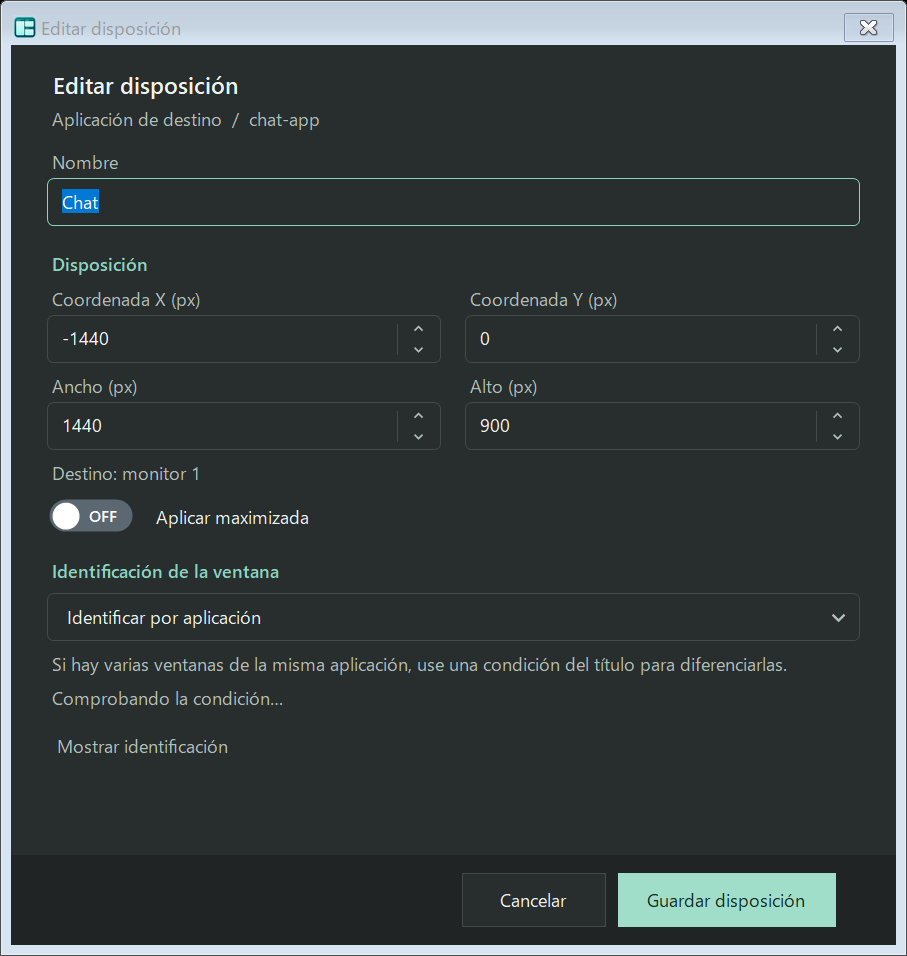 Editar disposición
Editar disposición
Aplicación de destino / chat-app
Nombre
Chat
Disposición
Coordenada X (px)
Coordenada Y (px)
-1440
0
Ancho (px)
Alto (px)
1440
900
Destino: monitor 1
OFF
Aplicar maximizada
Identificación de la ventana
Identificar por aplicación
Si hay varias ventanas de la misma aplicación, use una condición del título para diferenciarlas.
Comprobando la condición...
Mostrar identificación
Cancelar
Guardar disposición